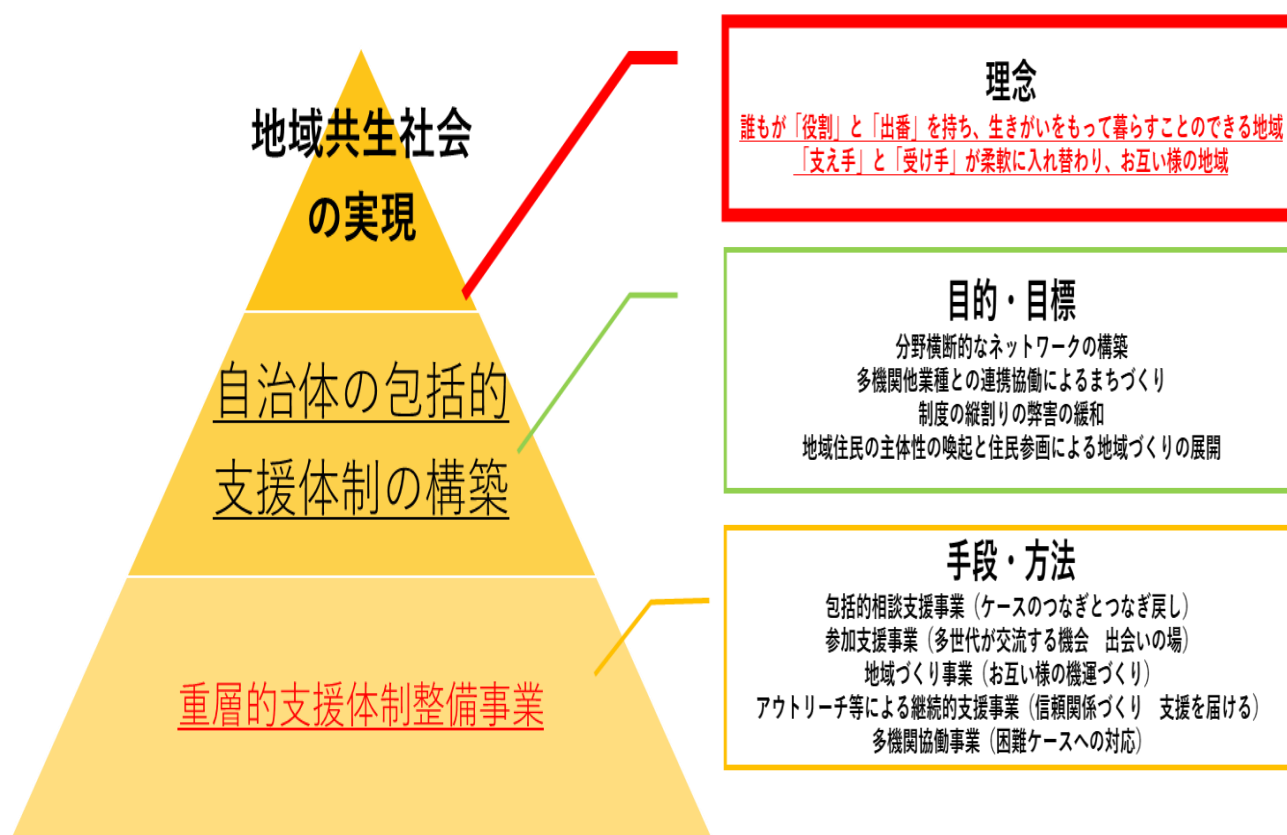 地域共生社会
の実現
自治体の包括的
支援体制の構築
重層的支援体制整備事業
理念
誰もが「役割」と「出番」を持ち、生きがいをもって暮らすことのできる地域
「支え手」と「受け手」が柔軟に入れ替わり、お互い様の地域
目的・目標
分野横断的なネットワークの構築
多機関他業種との連携協働によるまちづくり
制度の縦割りの弊害の緩和
地域住民の主体性の喚起と住民参画による地域づくりの展開
手段・方法
包括的相談支援事業（ケースのつなぎとつなぎ戻し）
参加支援事業（多世代が交流する機会　出会いの場）
地域づくり事業（お互い様の機運づくり）
アウトリーチ等による継続的支援事業（信頼関係づくり　支援を届ける）
多機関協働事業（困難ケースへの対応）